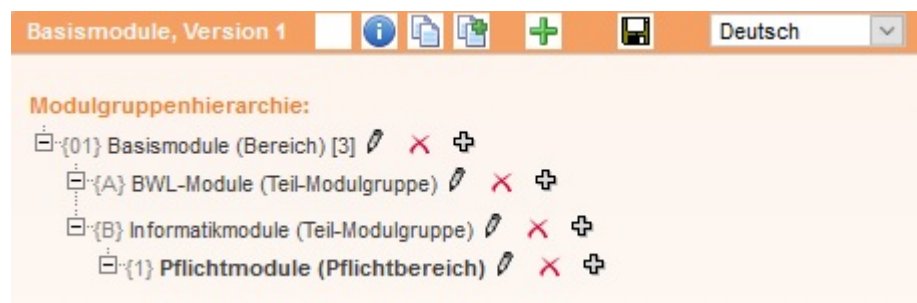 Basismodule, Version 1 Deutsch
Modulgruppenhierarchie:
{01} Basismodule (Bereich) [3]
{A} BWL-Module (Teil-Modulgruppe)
{B} Informatikmodule (Teil-Modulgruppe)
{1} Pflichtmodule (Pflichtbereich)